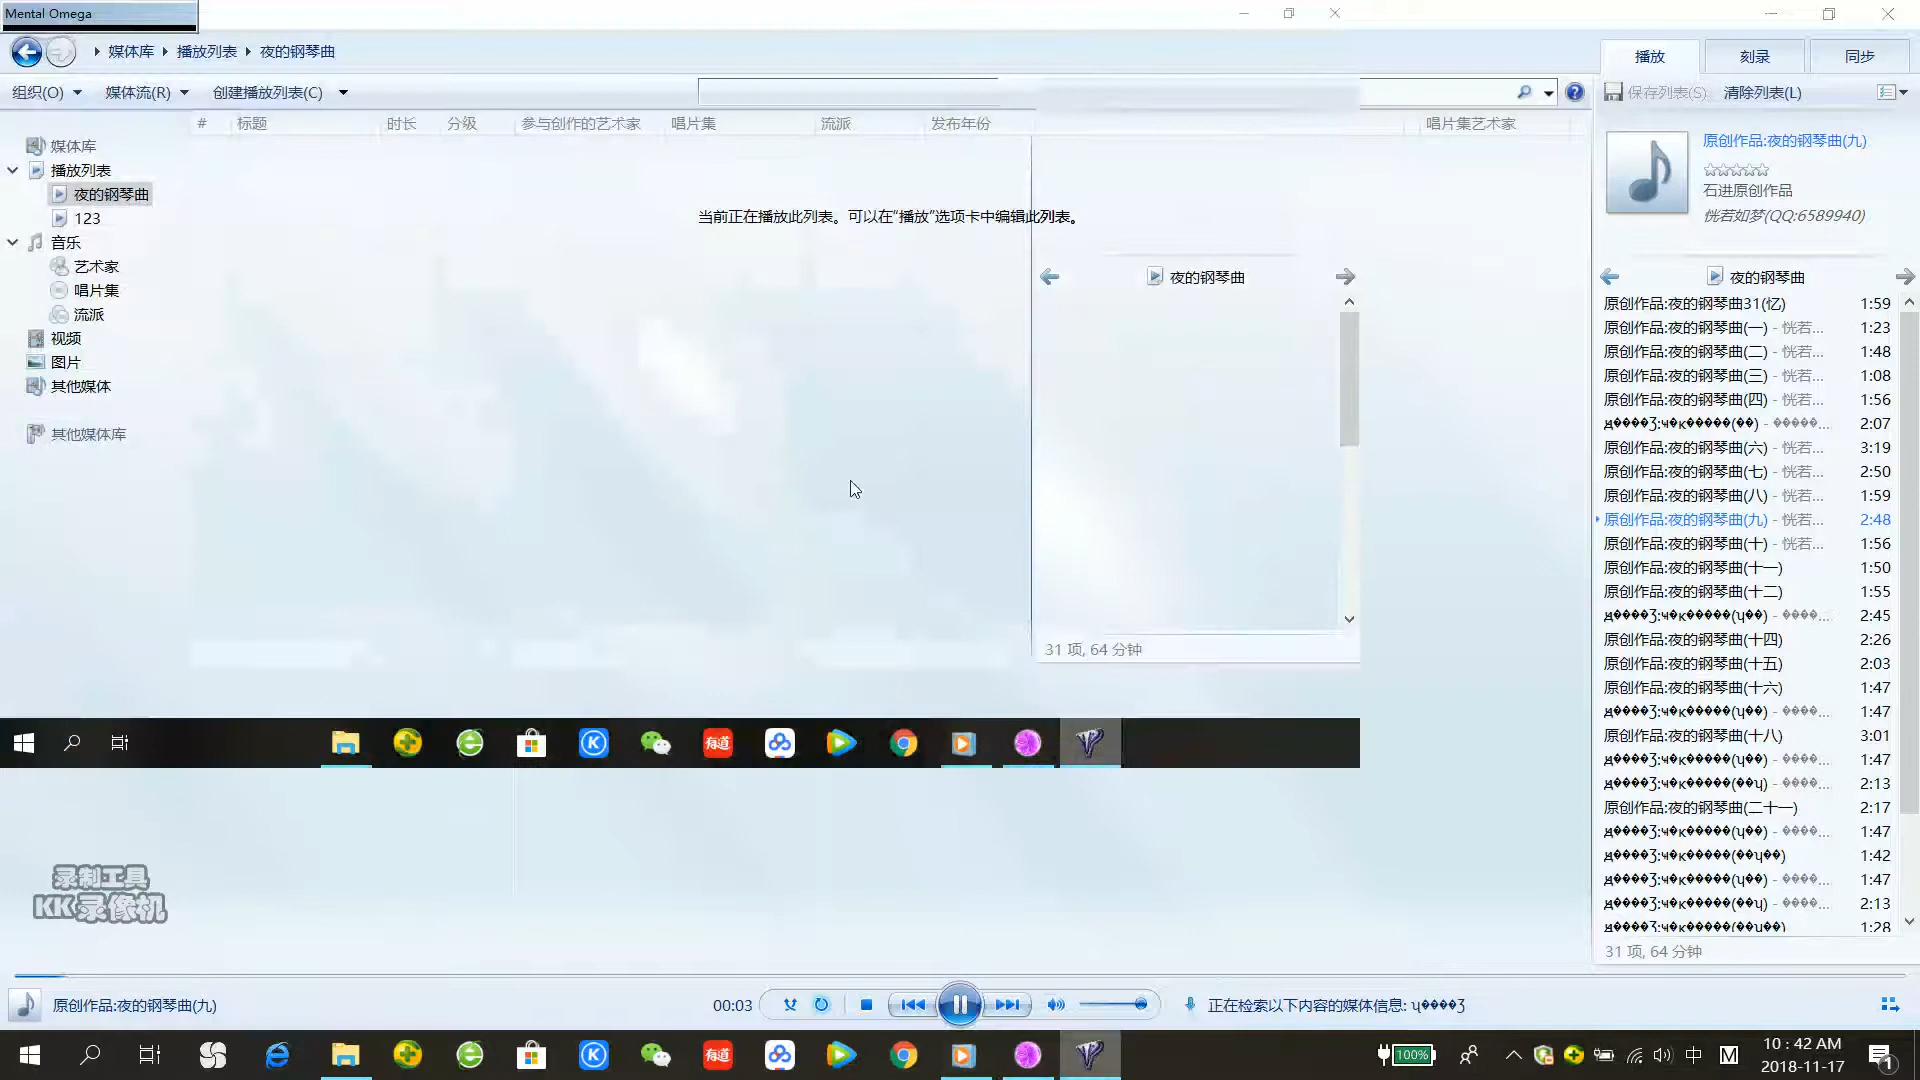 Mental Omega
媒体库 播放列表 夜的钢琴曲
播放 刻录 同步
组织(O) 媒体流(R) 创建播放列表(C)
保存列表(S) 清除列表(L)
# 标题 时长 分级 参与创作的艺术家 唱片集 流派 发布年份 唱片集艺术家
媒体库
播放列表
夜的钢琴曲
123
音乐
艺术家
唱片集
流派
视频
图片
其他媒体
其他媒体库
当前正在播放此列表。可以在“播放”选项卡中编辑此列表。
夜的钢琴曲
31 项, 64 分钟
原创作品:夜的钢琴曲(九)
石进原创作品
恍若如梦(QQ:6589940)
夜的钢琴曲
原创作品:夜的钢琴曲31(忆) 1:59
原创作品:夜的钢琴曲(一) - 恍若... 1:23
原创作品:夜的钢琴曲(二) - 恍若... 1:48
原创作品:夜的钢琴曲(三) - 恍若... 1:08
原创作品:夜的钢琴曲(四) - 恍若... 1:56
2:07
原创作品:夜的钢琴曲(六) - 恍若... 3:19
原创作品:夜的钢琴曲(七) - 恍若... 2:50
原创作品:夜的钢琴曲(八) - 恍若... 1:59
原创作品:夜的钢琴曲(九) - 恍若... 2:48
原创作品:夜的钢琴曲(十) - 恍若... 1:56
原创作品:夜的钢琴曲(十一) 1:50
原创作品:夜的钢琴曲(十二) 1:55
2:45
原创作品:夜的钢琴曲(十四) 2:26
原创作品:夜的钢琴曲(十五) 2:03
原创作品:夜的钢琴曲(十六) 1:47
1:47
原创作品:夜的钢琴曲(十八) 3:01
1:47
2:13
原创作品:夜的钢琴曲(二十一) 2:17
1:47
1:42
1:47
2:13
1:28
31 项, 64 分钟
有道
录制工具
KK录像机
原创作品:夜的钢琴曲(九)
00:03
正在检索以下内容的媒体信息:
有道
100%
中
M
10 : 42 AM
2018-11-17
1